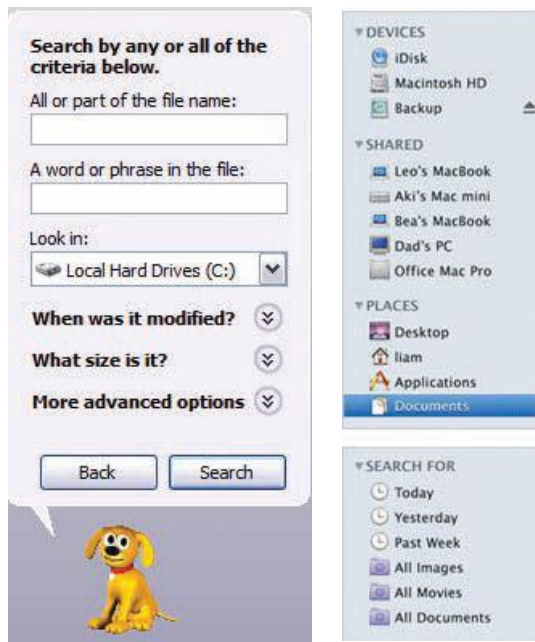 Search by any or all of the
criteria below.
All or part of the file name:
A word or phrase in the file:
Look in:
Local Hard Drives (C:)
When was it modified?
What size is it?
More advanced options
Back
Search
DEVICES
iDisk
Macintosh HD
Backup
SHARED
Leo's MacBook
Aki's Mac mini
Bea's MacBook
Dad's PC
Office Mac Pro
PLACES
Desktop
liam
Applications
Documents
SEARCH FOR
Today
Yesterday
Past Week
All Images
All Movies
All Documents